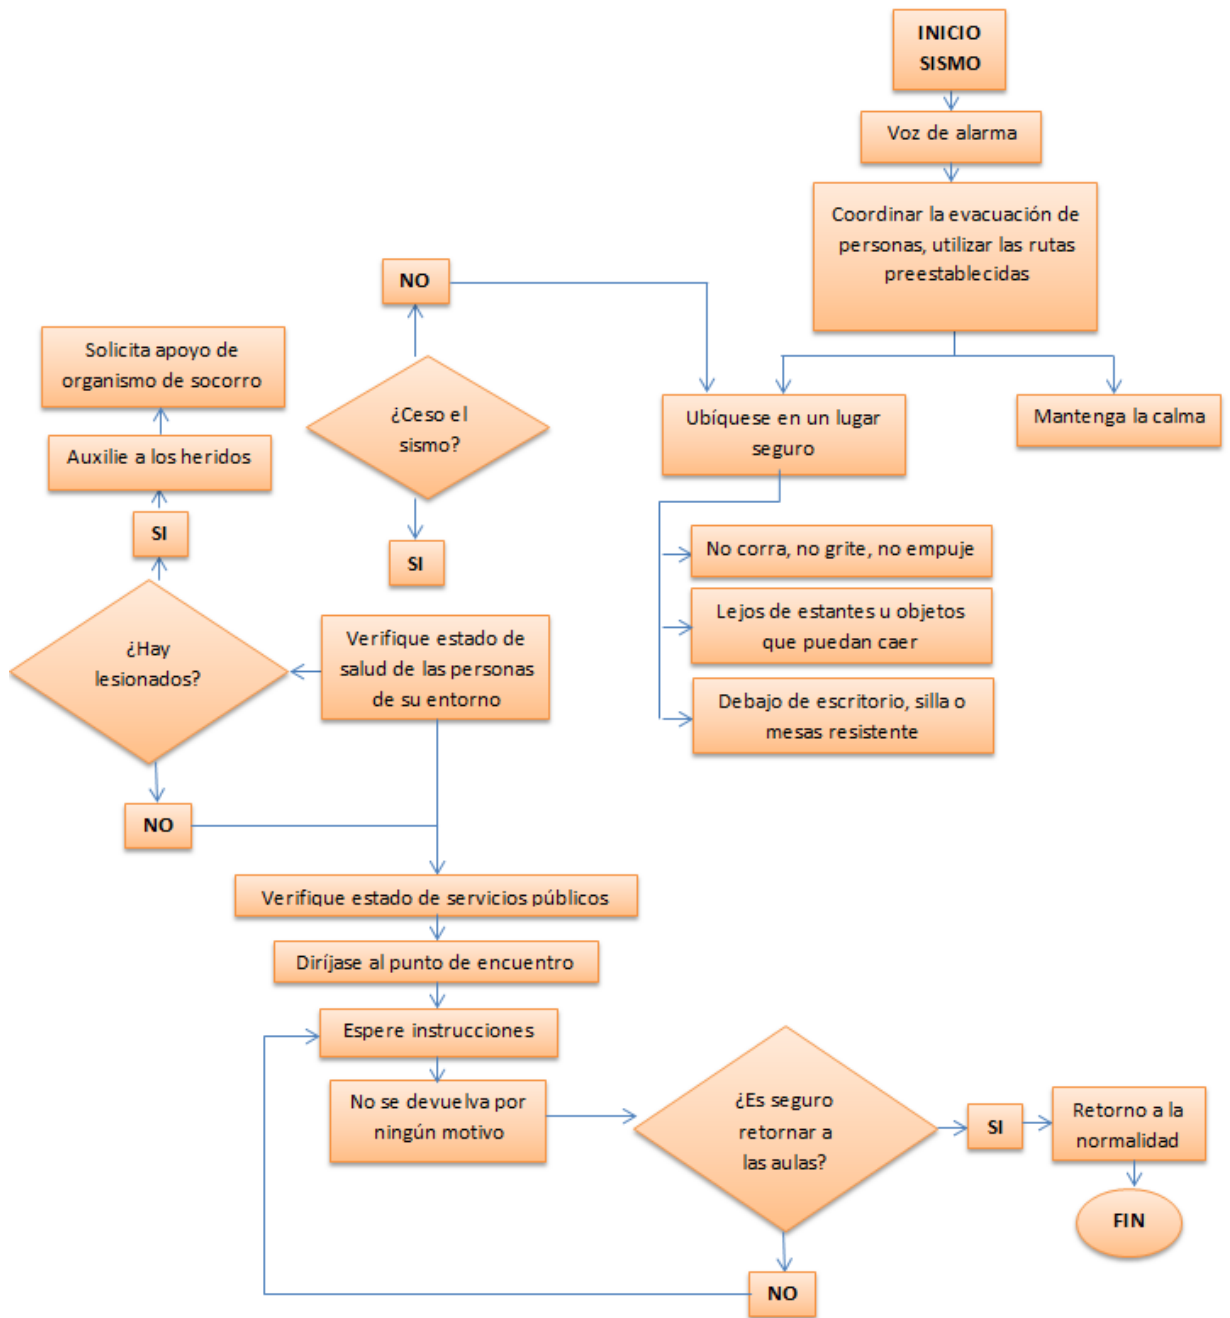 INICIO
SISMO
Voz de alarma
Coordinar la evacuación de
personas, utilizar las rutas
preestablecidas
NO
Solicita apoyo de
organismo de socorro
¿Ceso el
sismo?
Ubíquese en un lugar
seguro
Mantenga la calma
Auxilie a los heridos
SI
SI
No corra, no grite, no empuje
Lejos de estantes u objetos
que puedan caer
Debajo de escritorio, silla o
mesas resistente
¿Hay
lesionados?
Verifique estado de
salud de las personas
de su entorno
NO
Verifique estado de servicios públicos
Diríjase al punto de encuentro
Espere instrucciones
No se devuelva por
ningún motivo
¿Es seguro
retornar a
las aulas?
SI
Retorno a la
normalidad
FIN
NO